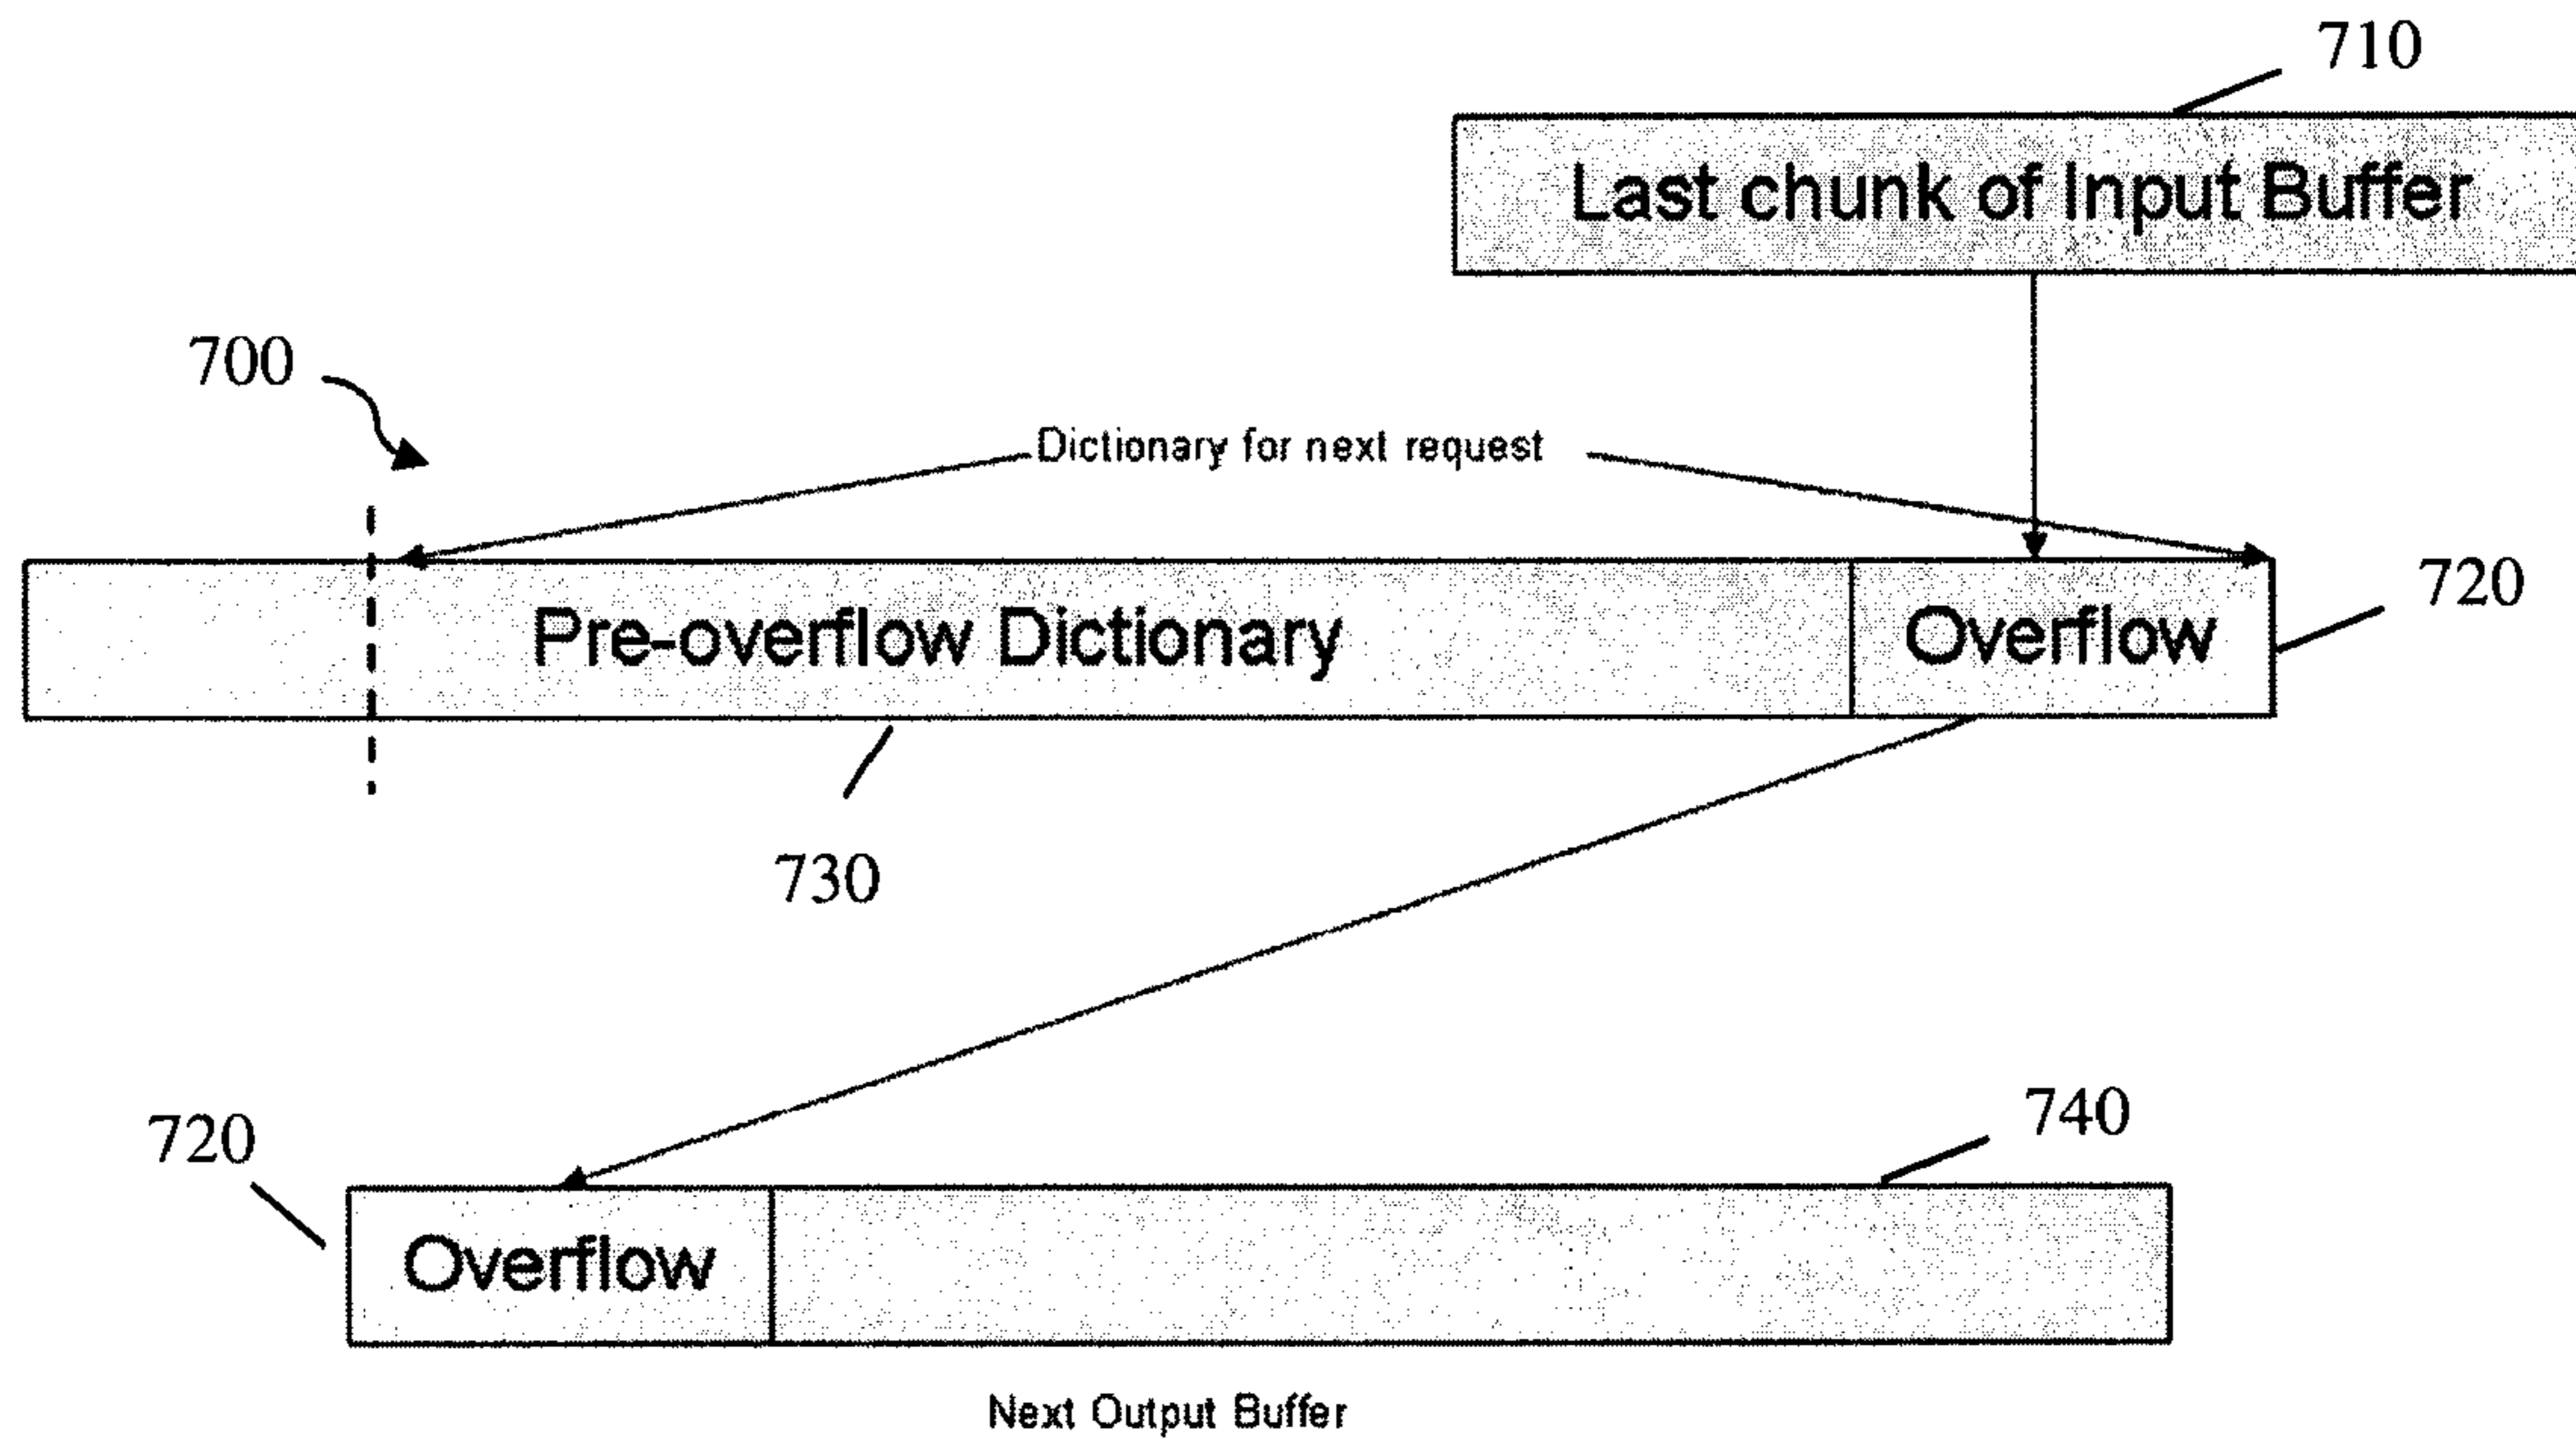 710
Last chunk of Input Buffer
700
Dictionary for next request
Pre-overflow Dictionary
Overflow
720
730
720
740
Overflow
Next Output Buffer